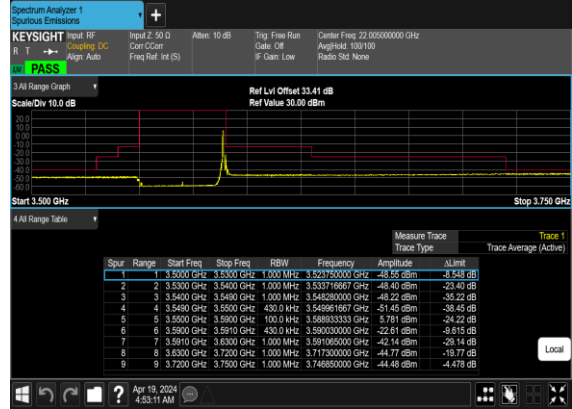 Spectrum Analyzer 1
Spurious Emissions
KEYSIGHT Input: RF Input Z: 50 Ω Atten: 10 dB Trig: Free Run Center Freq: 22.005000000 GHz
R T Coupling: DC Corr CCorr Gate: Off Avg|Hold: 100/100
Align: Auto Freq Ref: Int (S) IF Gain: Low Radio Std: None
PASS
3 All Range Graph
Ref Lvl Offset 33.41 dB
Scale/Div 10.0 dB Ref Value 30.00 dBm
20.0
10.0
0.00
-10.0
-20.0
-30.0
-40.0
-50.0
-60.0
Start 3.500 GHz Stop 3.750 GHz
4 All Range Table
Measure Trace Trace 1
Trace Type Trace Average (Active)
Spur Range Start Freq Stop Freq RBW Frequency Amplitude ΔLimit
1 1 3.5000 GHz 3.5300 GHz 1.000 MHz 3.523750000 GHz -48.55 dBm -8.548 dB
2 2 3.5300 GHz 3.5400 GHz 1.000 MHz 3.533716667 GHz -48.40 dBm -23.40 dB
3 3 3.5400 GHz 3.5490 GHz 1.000 MHz 3.548280000 GHz -48.22 dBm -35.22 dB
4 4 3.5490 GHz 3.5500 GHz 430.0 kHz 3.549961667 GHz -51.45 dBm -38.45 dB
5 5 3.5500 GHz 3.5900 GHz 100.0 kHz 3.588933333 GHz 5.781 dBm -24.22 dB
6 6 3.5900 GHz 3.5910 GHz 430.0 kHz 3.590030000 GHz -22.61 dBm -9.615 dB
7 7 3.5910 GHz 3.6300 GHz 1.000 MHz 3.591065000 GHz -42.14 dBm -29.14 dB
8 8 3.6300 GHz 3.7200 GHz 1.000 MHz 3.717300000 GHz -44.77 dBm -19.77 dB
9 9 3.7200 GHz 3.7500 GHz 1.000 MHz 3.746850000 GHz -44.48 dBm -4.478 dB
Local
Apr 19, 2024
4:53:11 AM